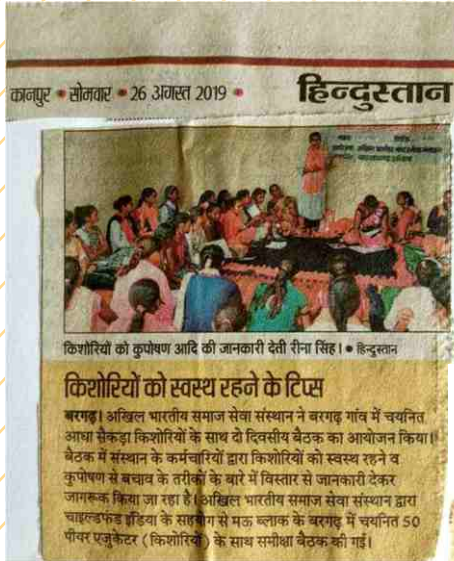 कानपुर • सोमवार • 26 अगस्त 2019 •
हिन्दुस्तान
किशोरियों को कुपोषण आदि की जानकारी देती रीना सिंह। • हिन्दुस्तान
किशोरियों को स्वस्थ रहने के टिप्स
बरगढ़। अखिल भारतीय समाज सेवा संस्थान ने बरगढ़ गांव में चयनित
आधा सैकड़ा किशोरियों के साथ दो दिवसीय बैठक का आयोजन किया।
बैठक में संस्थान के कर्मचारियों द्वारा किशोरियों को स्वस्थ रहने व
कुपोषण से बचाव के तरीकों के बारे में विस्तार से जानकारी देकर
जागरूक किया जा रहा है। अखिल भारतीय समाज सेवा संस्थान द्वारा
चाइल्डफंड इंडिया के सहयोग से मऊ ब्लाक के बरगढ़ में चयनित 50
पीयर एजुकेटर (किशोरियों) के साथ समीक्षा बैठक की गई।